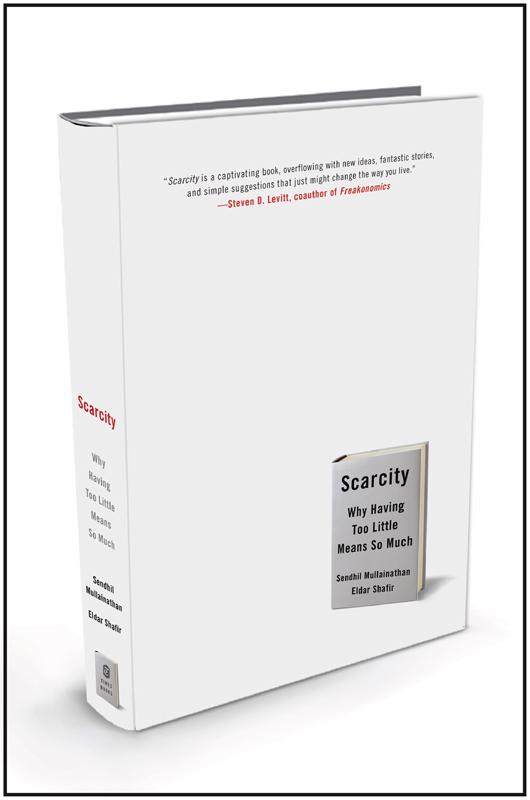 “Scarcity is a captivating book, overflowing with new ideas, fantastic stories,
and simple suggestions that just might change the way you live.”
—Steven D. Levitt, coauthor of Freakonomics
Scarcity
Why Having
Too Little
Means So Much
Sendhil Mullainathan
Eldar Shafir
Scarcity
Why
Having
Too Little
Means
So Much
Sendhil
Mullainathan
Eldar Shafir
TIMES
BOOKS